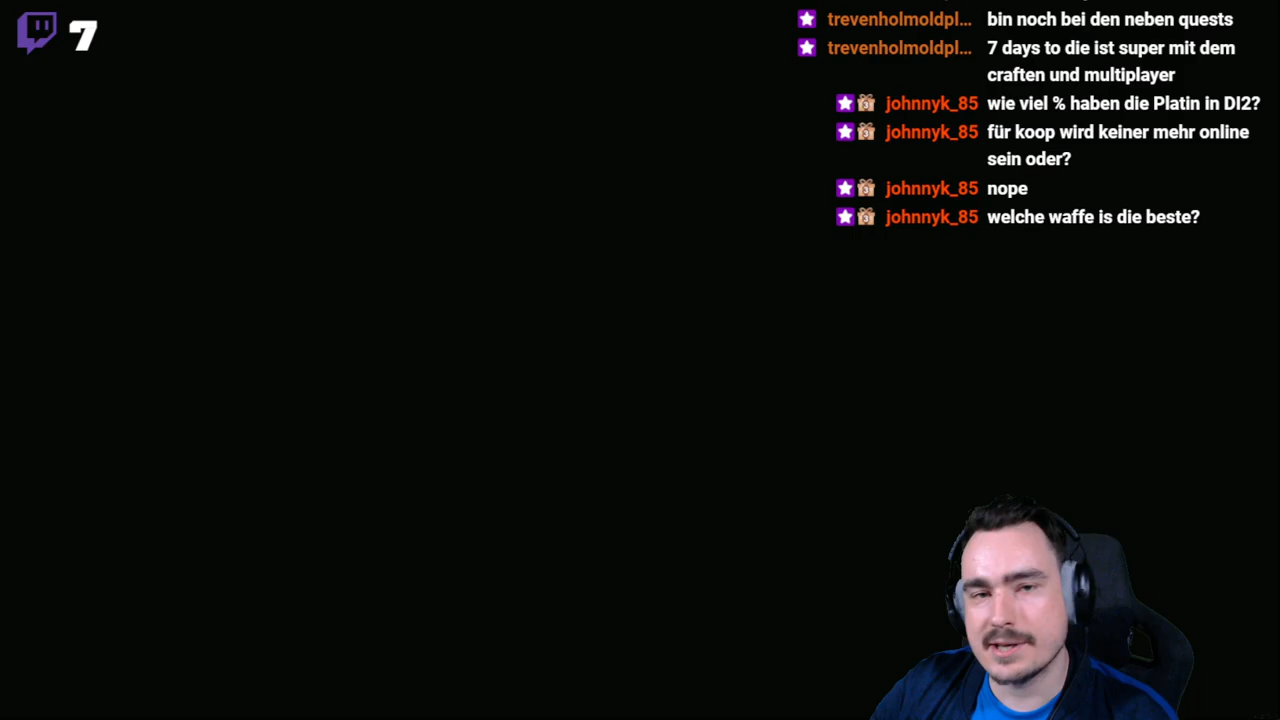 7
trevenholmoldpl... bin noch bei den neben quests
trevenholmoldpl... 7 days to die ist super mit dem
craften und multiplayer
johnnyk_85 wie viel % haben die Platin in DI2?
johnnyk_85 für koop wird keiner mehr online
sein oder?
johnnyk_85 nope
johnnyk_85 welche waffe is die beste?